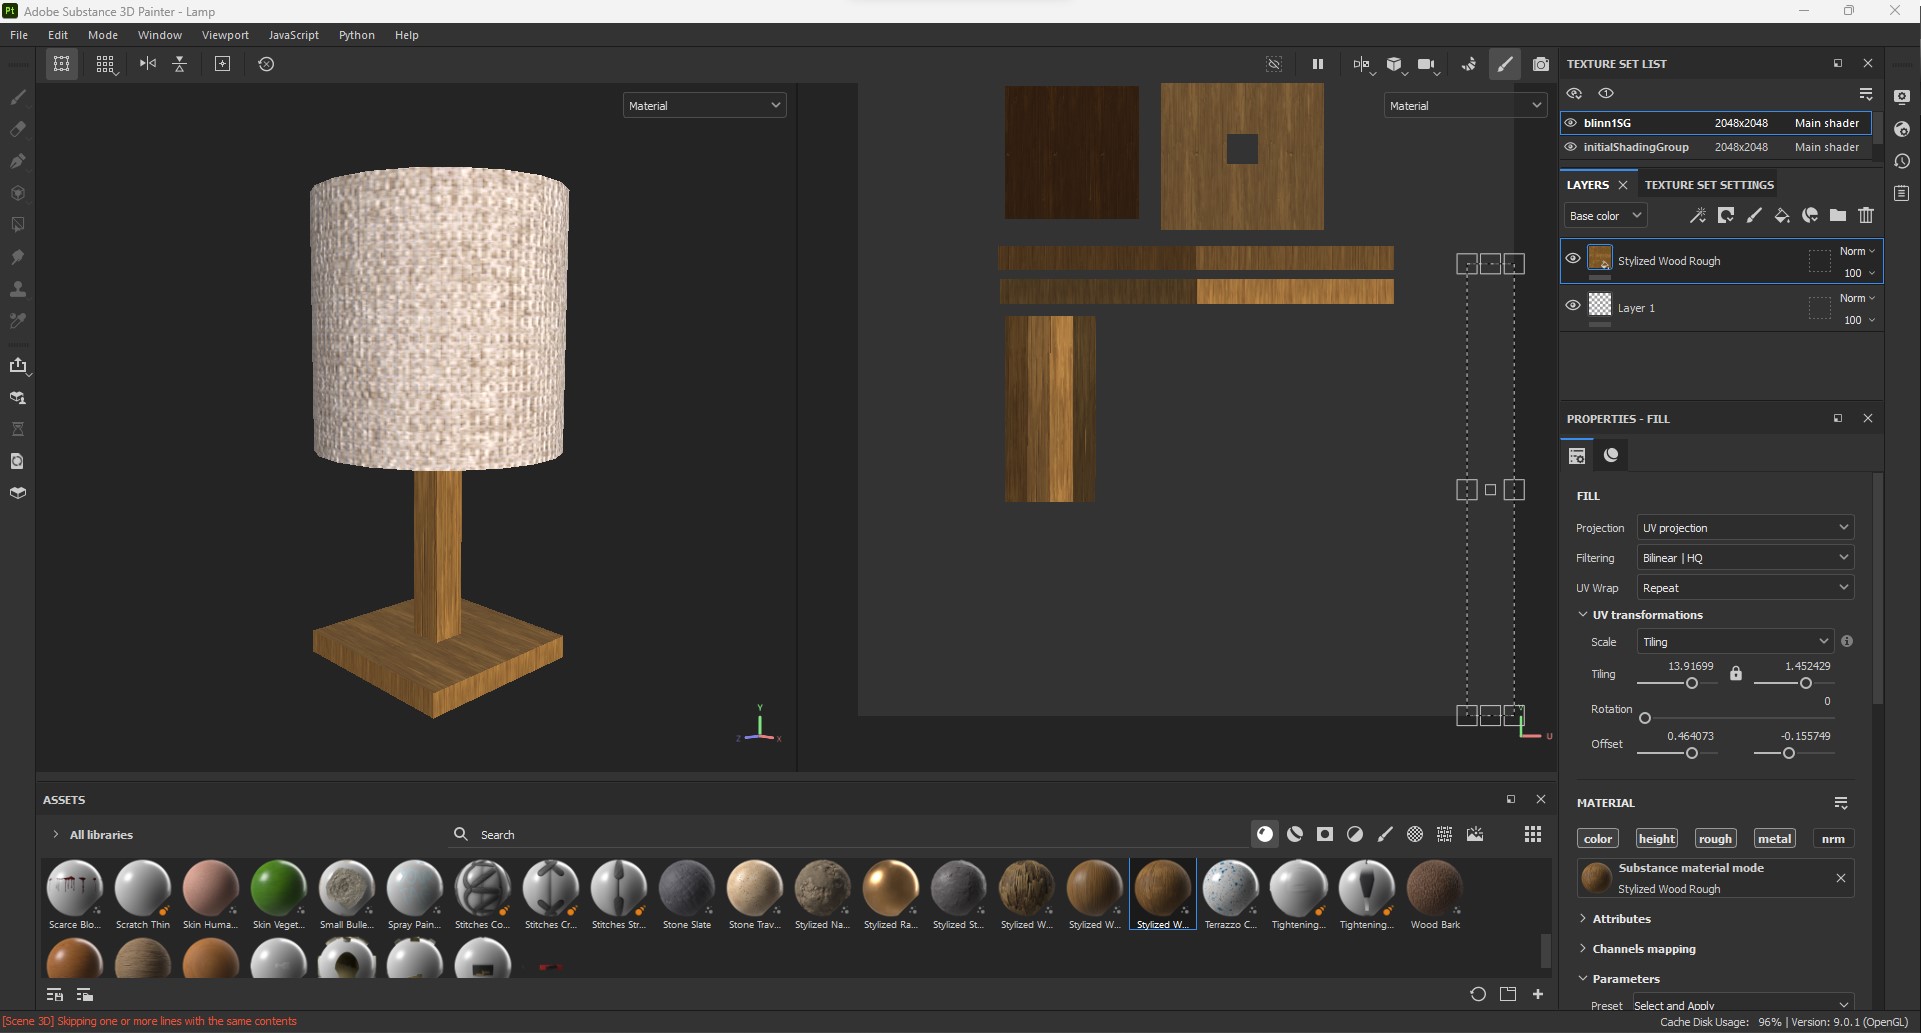 Pt Adobe Substance 3D Painter - Lamp
File Edit Mode Window Viewport JavaScript Python Help
Material
Material
Y
Z
X
U
TEXTURE SET LIST
blinn1SG 2048x2048 Main shader
initialShadingGroup 2048x2048 Main shader
LAYERS TEXTURE SET SETTINGS
Base color
Stylized Wood Rough Norm
100
Layer 1 Norm
100
PROPERTIES - FILL
FILL
Projection UV projection
Filtering Bilinear | HQ
UV Wrap Repeat
UV transformations
Scale Tiling
Tiling 13.91699 1.452429
Rotation 0
Offset 0.464073 -0.155749
MATERIAL
color height rough metal nrm
Substance material mode
Stylized Wood Rough
Attributes
Channels mapping
Parameters
Preset Select and Apply
ASSETS
All libraries Search
Scarce Blo... Scratch Thin Skin Huma... Skin Veget... Small Bulle... Spray Pain... Stitches Co... Stitches Cr... Stitches Str... Stone Slate Stone Trav... Stylized Na... Stylized Ra... Stylized St... Stylized W... Stylized W... Stylized W... Terrazzo C... Tightening... Tightening... Wood Bark
[Scene 3D] Skipping one or more lines with the same contents
Cache Disk Usage: 96% | Version: 9.0.1 (OpenGL)